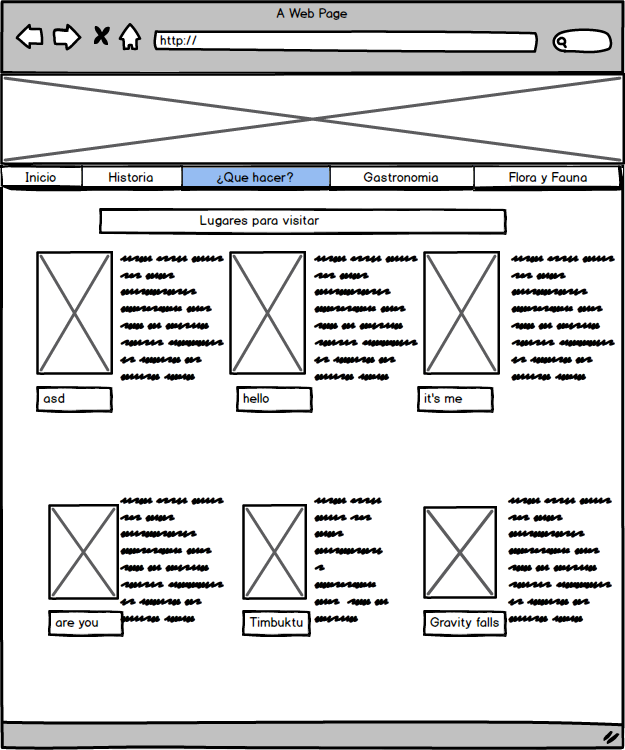 A Web Page
http://
Inicio
Historia
¿Que hacer?
Gastronomia
Flora y Fauna
Lugares para visitar
asd
hello
it's me
are you
Timbuktu
Gravity falls